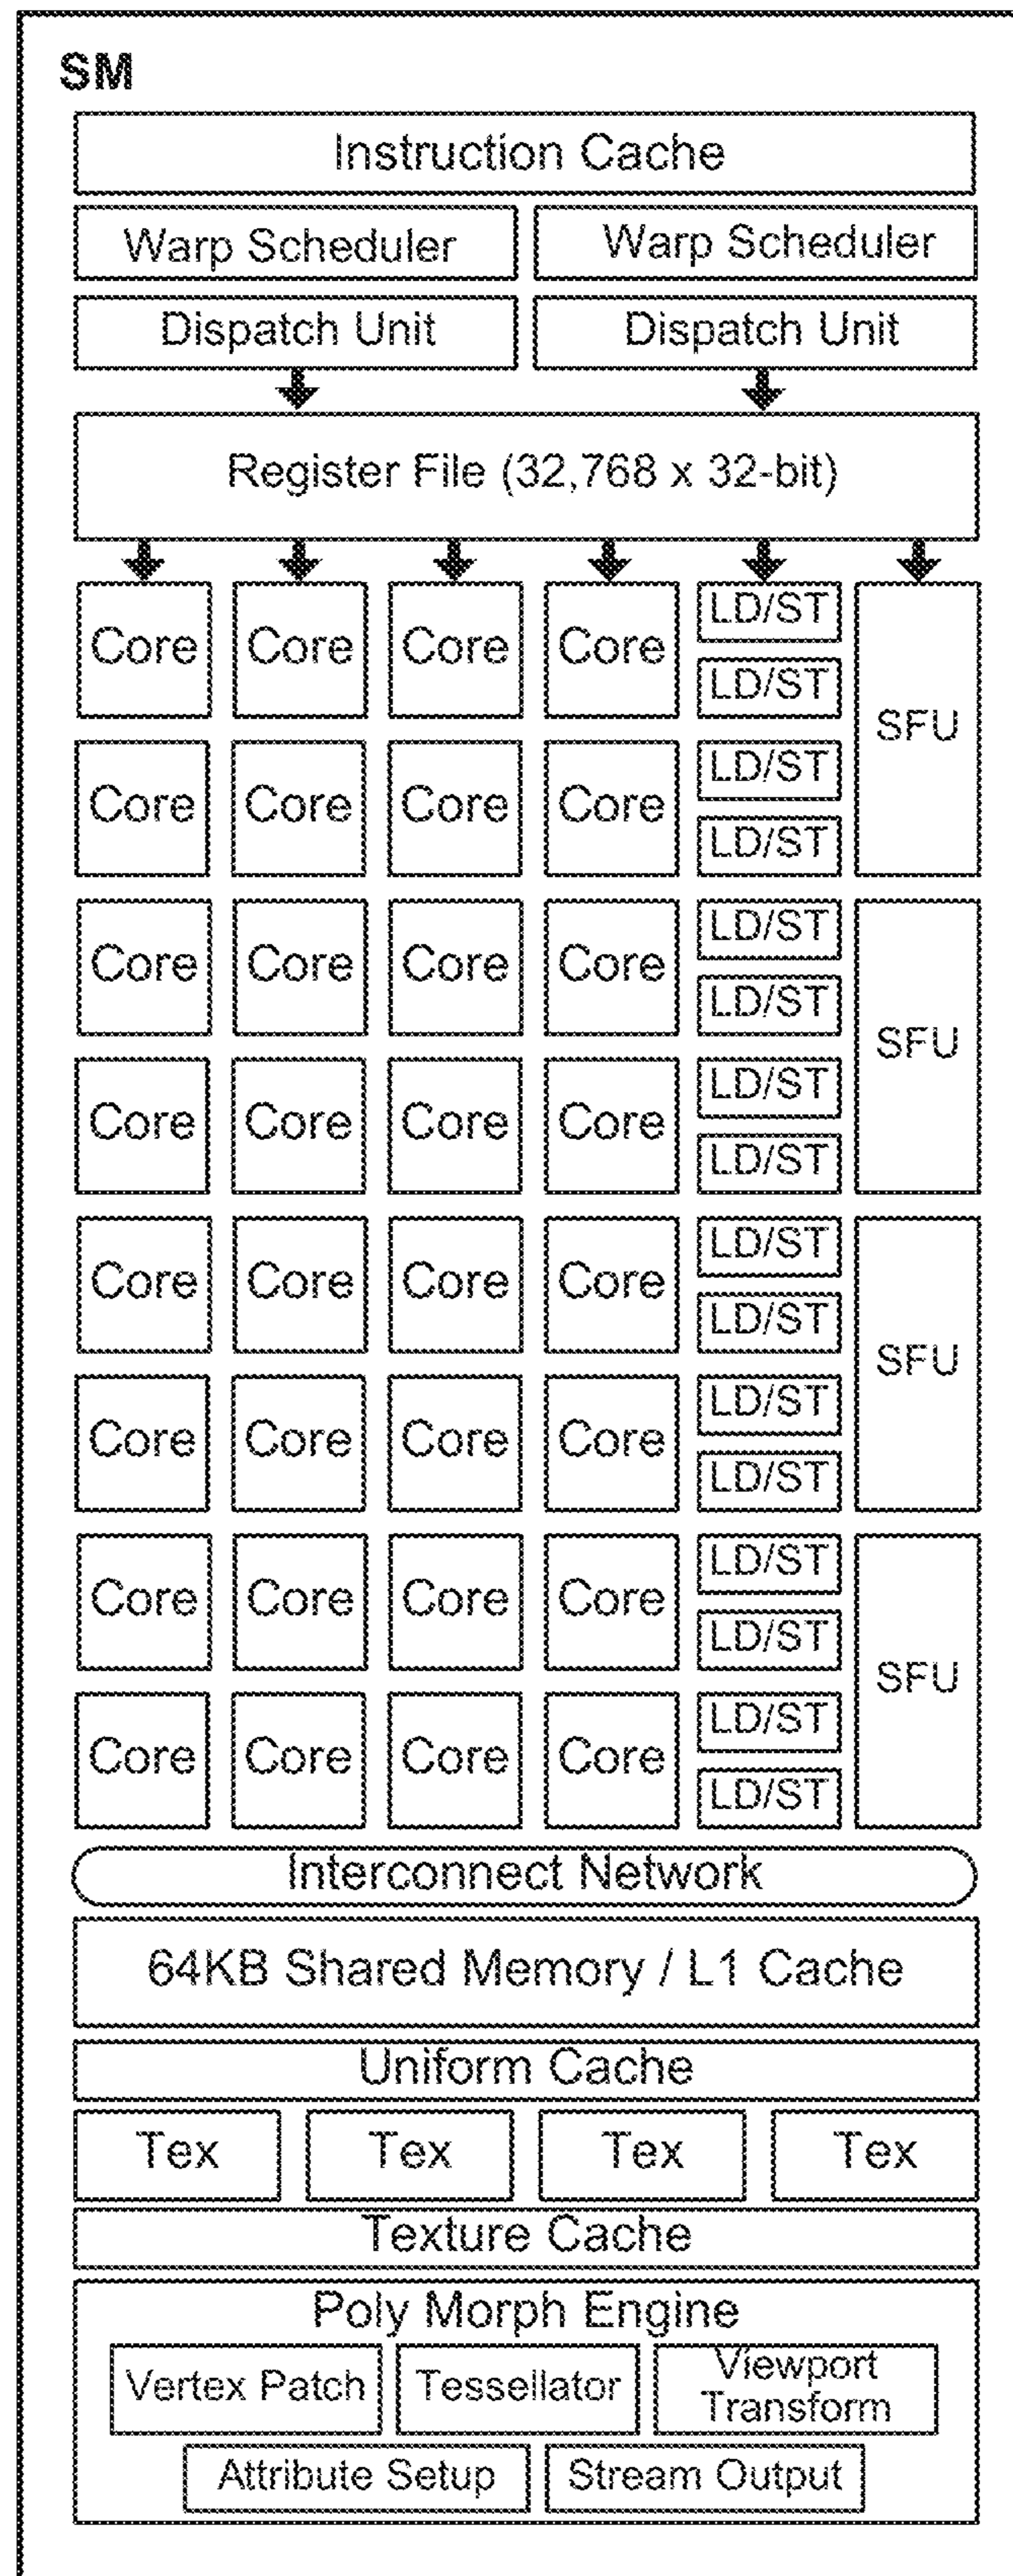 SM
Instruction Cache
Warp Scheduler Warp Scheduler
Dispatch Unit Dispatch Unit
Register File (32,768 x 32-bit)
Core Core Core Core LD/ST SFU
LD/ST
Core Core Core Core LD/ST
LD/ST
Core Core Core Core LD/ST SFU
LD/ST
Core Core Core Core LD/ST
LD/ST
Core Core Core Core LD/ST SFU
LD/ST
Core Core Core Core LD/ST
LD/ST
Core Core Core Core LD/ST SFU
LD/ST
Core Core Core Core LD/ST
LD/ST
Interconnect Network
64KB Shared Memory / L1 Cache
Uniform Cache
Tex Tex Tex Tex
Texture Cache
Poly Morph Engine
Vertex Patch Tessellator Viewport
Transform
Attribute Setup Stream Output